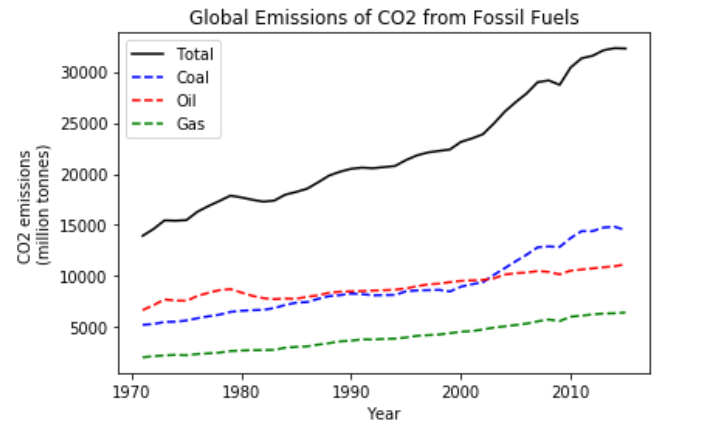 Global Emissions of CO2 from Fossil Fuels
Total
Coal
Oil
Gas
30000
25000
20000
15000
10000
5000
CO2 emissions
(million tonnes)
1970
1980
1990
2000
2010
Year